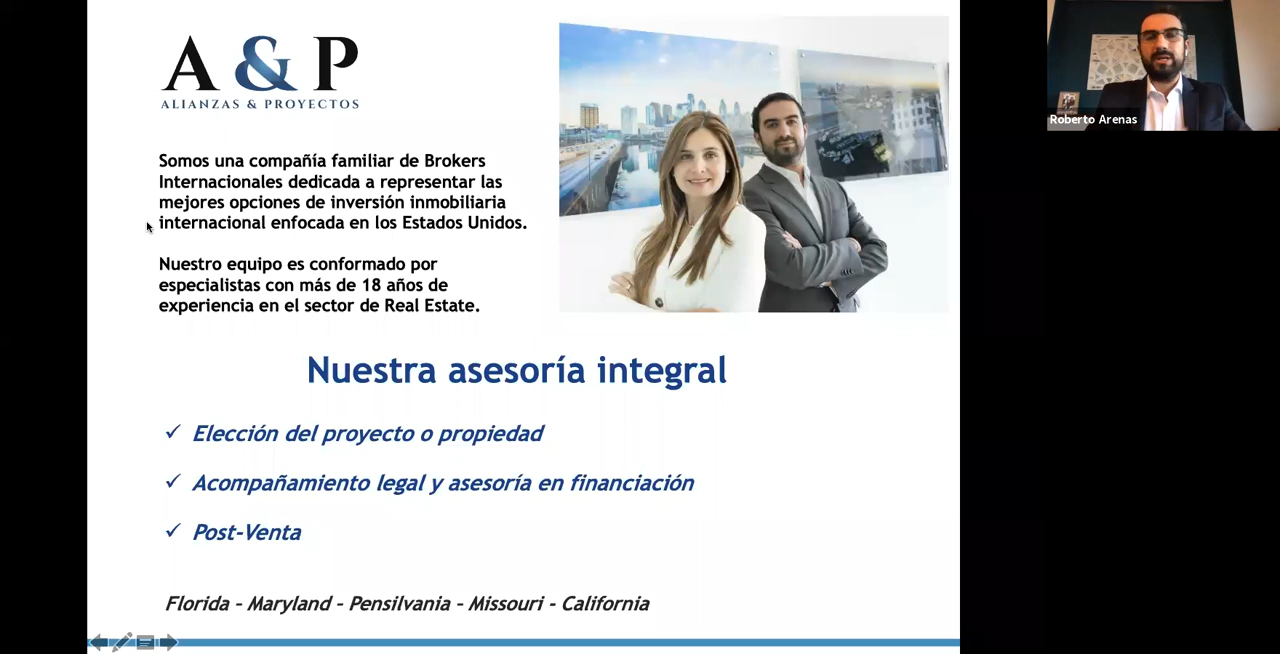 A & P
ALIANZAS & PROYECTOS
Somos una compañía familiar de Brokers
Internacionales dedicada a representar las
mejores opciones de inversión inmobiliaria
internacional enfocada en los Estados Unidos.
Nuestro equipo es conformado por
especialistas con más de 18 años de
experiencia en el sector de Real Estate.
Nuestra asesoría integral
✓ Elección del proyecto o propiedad
✓ Acompañamiento legal y asesoría en financiación
✓ Post-Venta
Florida - Maryland - Pensilvania - Missouri - California
Roberto Arenas